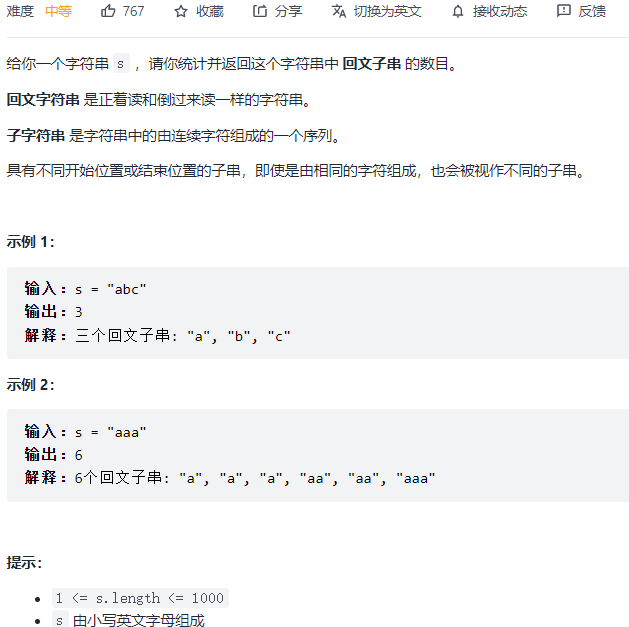 难度 中等 767 收藏 分享 切换为英文 接收动态 反馈
给你一个字符串 s ，请你统计并返回这个字符串中 回文子串 的数目。
回文字符串 是正着读和倒过来读一样的字符串。
子字符串 是字符串中的由连续字符组成的一个序列。
具有不同开始位置或结束位置的子串，即使是由相同的字符组成，也会被视作不同的子串。
示例 1：
输入：s = "abc"
输出：3
解释：三个回文子串: "a", "b", "c"
示例 2：
输入：s = "aaa"
输出：6
解释：6个回文子串: "a", "a", "a", "aa", "aa", "aaa"
提示：
• 1 <= s.length <= 1000
• s 由小写英文字母组成